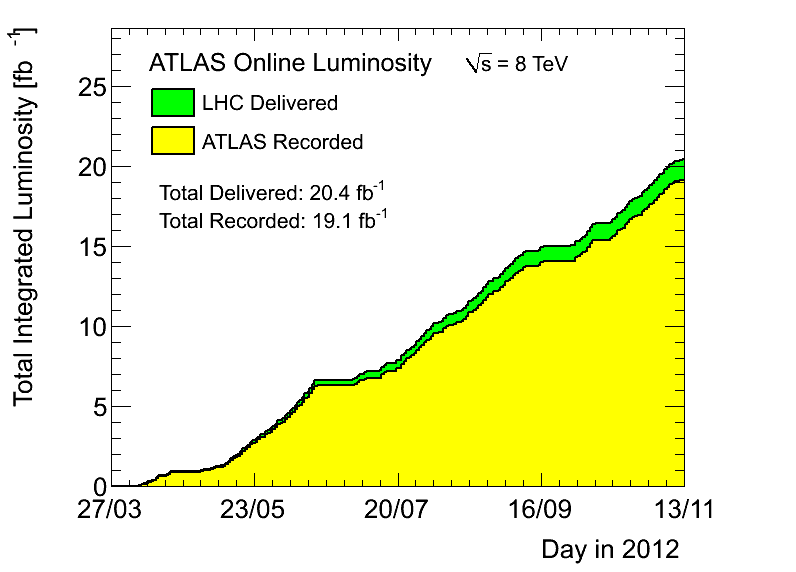 Total Integrated Luminosity [fb⁻¹]
ATLAS Online Luminosity √s = 8 TeV
LHC Delivered
ATLAS Recorded
Total Delivered: 20.4 fb⁻¹
Total Recorded: 19.1 fb⁻¹
25
20
15
10
5
0
27/03 23/05 20/07 16/09 13/11
Day in 2012